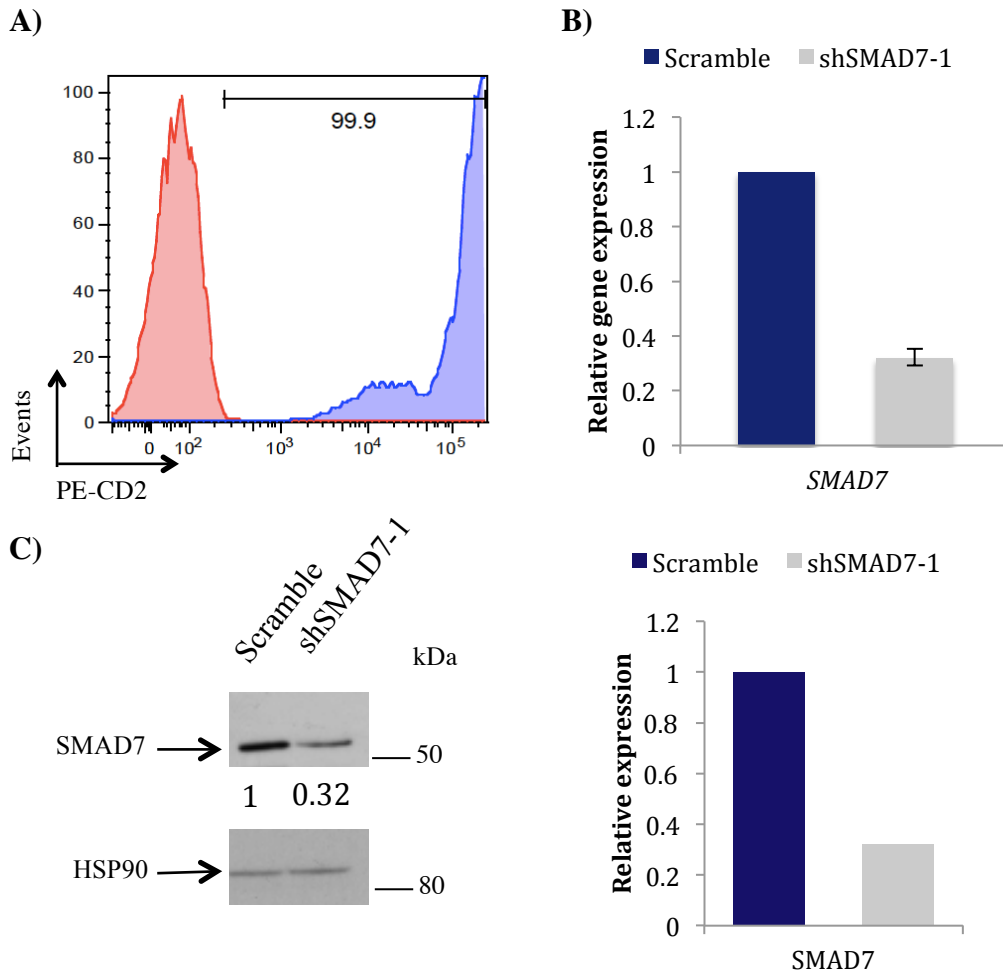 A)
99.9
100
80
60
40
20
0
0 10² 10³ 10⁴ 10⁵
Events
PE-CD2
B)
Scramble shSMAD7-1
Relative gene expression
1.2
1
0.8
0.6
0.4
0.2
0
SMAD7
C)
Scramble
shSMAD7-1
kDa
SMAD7
50
1 0.32
HSP90
80
Scramble shSMAD7-1
Relative expression
1.2
1
0.8
0.6
0.4
0.2
0
SMAD7